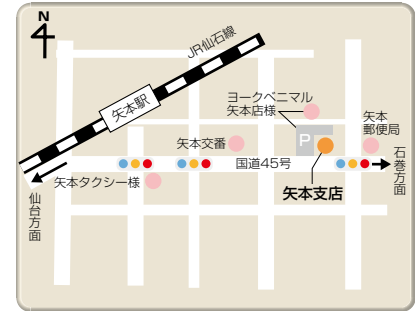 N
JR仙石線
矢本駅
ヨークベニマル
矢本店様
矢本
郵便局
P
矢本交番
国道45号
石巻方面
仙台方面
矢本タクシー様
矢本支店